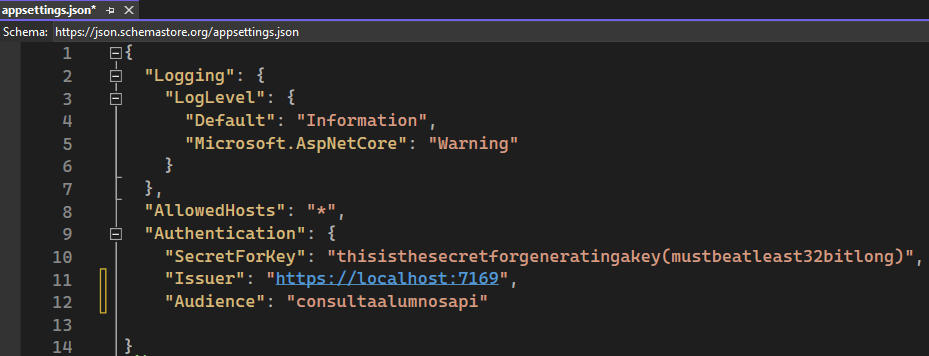 appsettings.json*
Schema: https://json.schemastore.org/appsettings.json
1 {
2 "Logging": {
3 "LogLevel": {
4 "Default": "Information",
5 "Microsoft.AspNetCore": "Warning"
6 }
7 },
8 "AllowedHosts": "*",
9 "Authentication": {
10 "SecretForKey": "thisisthesecretforgeneratingakey(mustbeatleast32bitlong)",
11 "Issuer": "https://localhost:7169",
12 "Audience": "consultaalumnosapi"
13
14 }